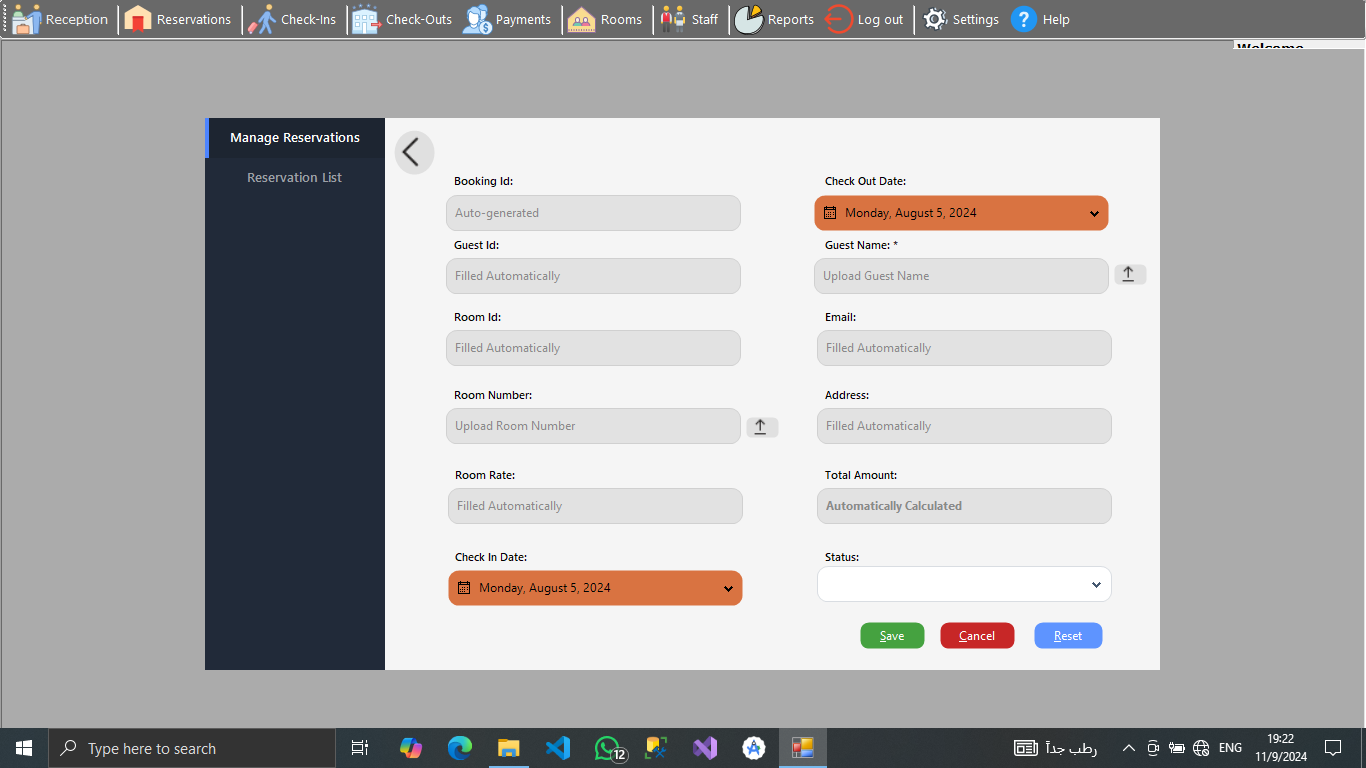 Reception Reservations Check-Ins Check-Outs Payments Rooms Staff Reports Log out Settings Help
Welcome
Manage Reservations
Reservation List
Booking Id:
Auto-generated
Check Out Date:
Monday, August 5, 2024
Guest Id:
Filled Automatically
Guest Name: *
Upload Guest Name
Room Id:
Filled Automatically
Email:
Filled Automatically
Room Number:
Upload Room Number
Address:
Filled Automatically
Room Rate:
Filled Automatically
Total Amount:
Automatically Calculated
Check In Date:
Monday, August 5, 2024
Status:
Save Cancel Reset
Type here to search
12
رطب جداً
ENG
19:22
11/9/2024